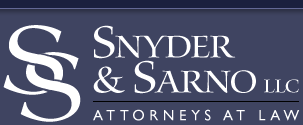 SS
SNYDER
& SARNO LLC
ATTORNEYS AT LAW